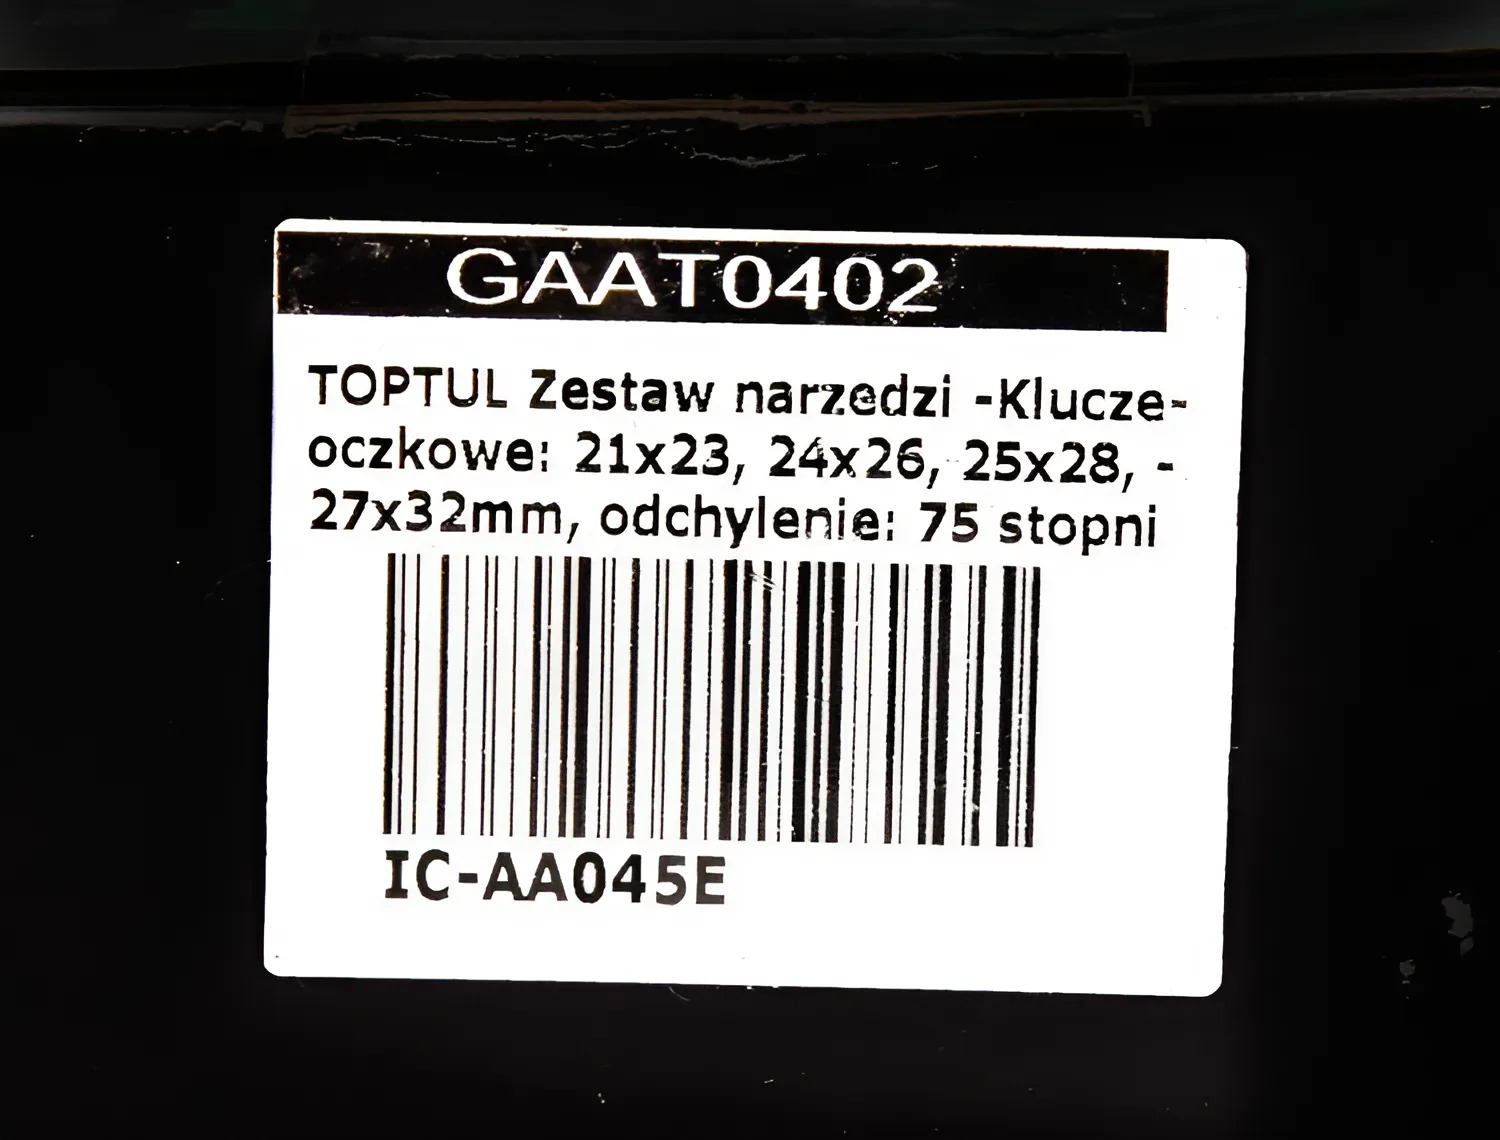 GAAT0402
TOPTUL Zestaw narzedzi -Klucze-
oczkowe: 21x23, 24x26, 25x28, -
27x32mm, odchylenie: 75 stopni
IC-AA045E